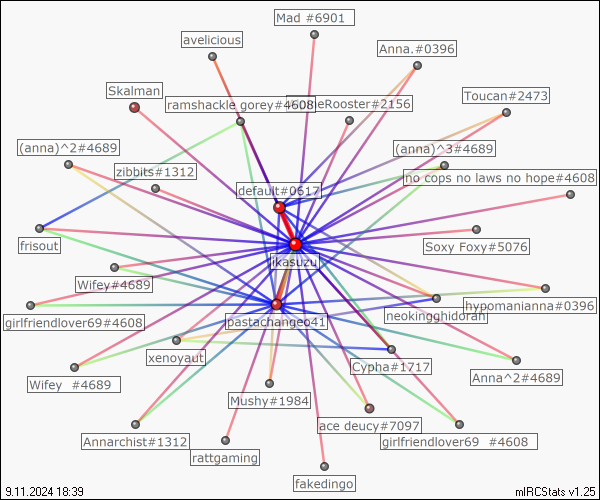 Mad #6901
avelicious
Anna.#0396
Skalman
ramshackle gorey#4608
leRooster#2156
Toucan#2473
(anna)^2#4689
(anna)^3#4689
zibbits#1312
no cops no laws no hope#4608
default#0617
frisout
Soxy Foxy#5076
ikasuzu
Wifey#4689
hypomanianna#0396
neokingghidorah
girlfriendlover69#4608
pastachangeo41
xenoyaut
Cypha#1717
Wifey #4689
Anna^2#4689
Mushy#1984
ace deucy#7097
Annarchist#1312
girlfriendlover69 #4608
rattgaming
fakedingo
9.11.2024 18:39
mIRCStats v1.25